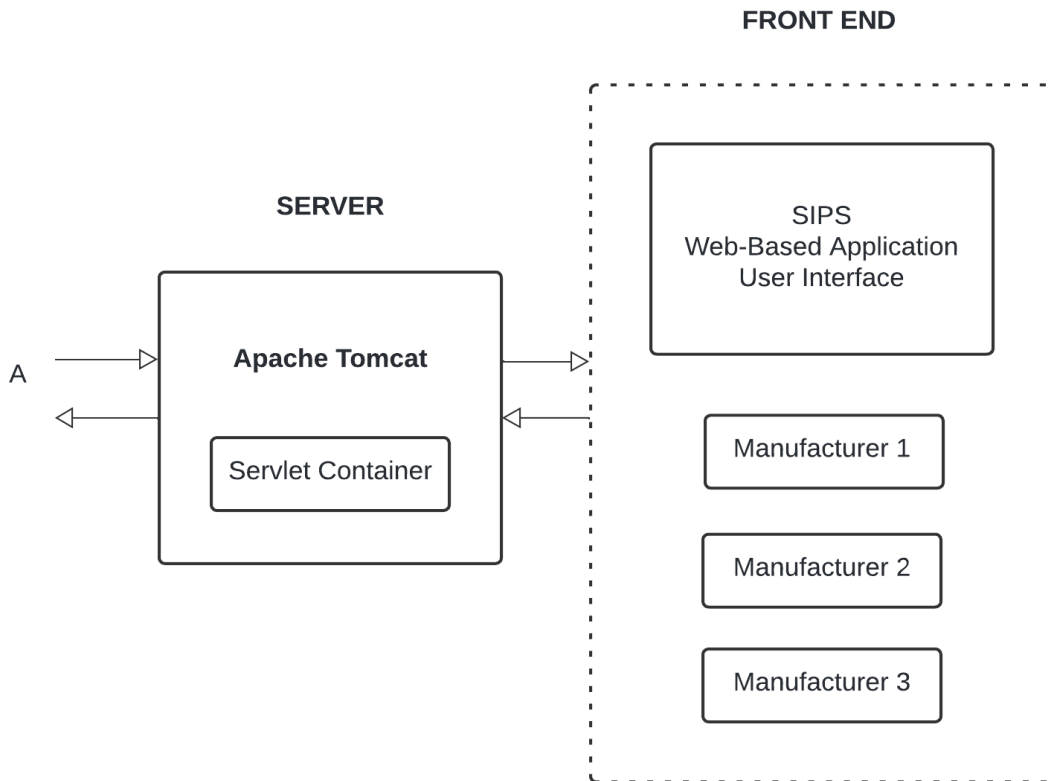 FRONT END
SIPS
Web-Based Application
User Interface
SERVER
A
Apache Tomcat
Servlet Container
Manufacturer 1
Manufacturer 2
Manufacturer 3